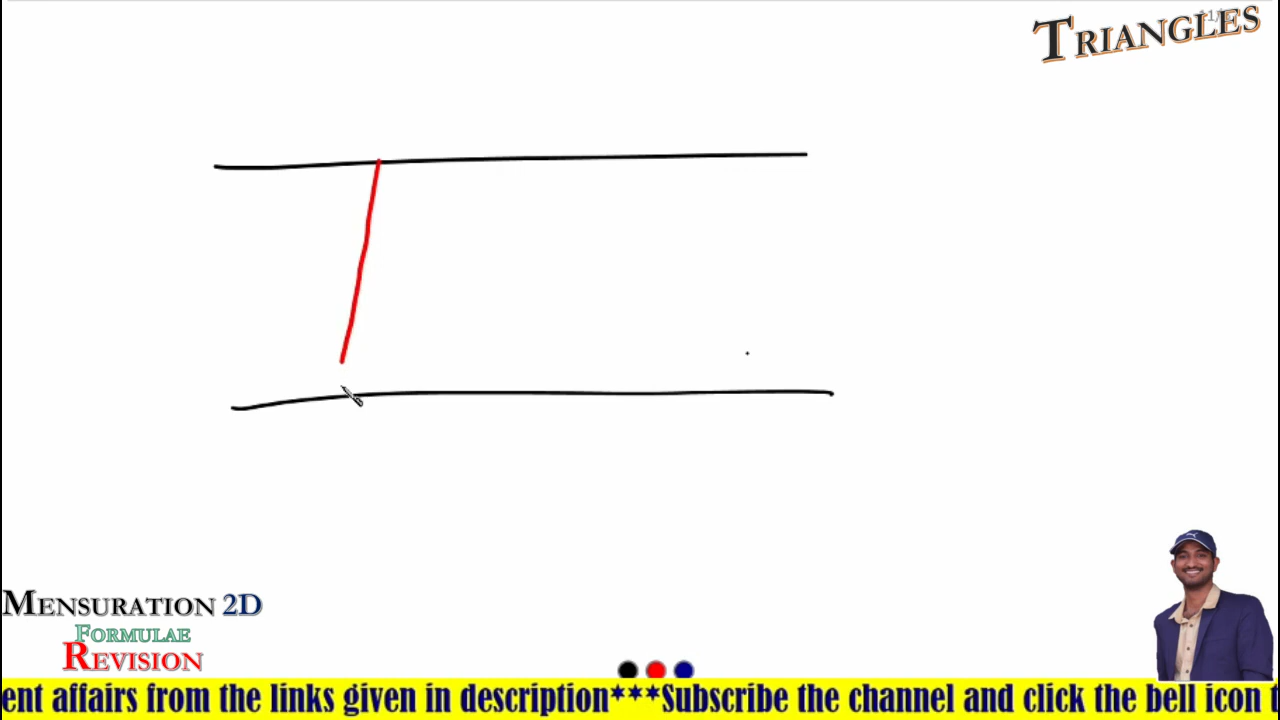 TRIANGLES
MENSURATION 2D
FORMULAE
REVISION
ent affairs from the links given in description***Subscribe the channel and click the bell icon t